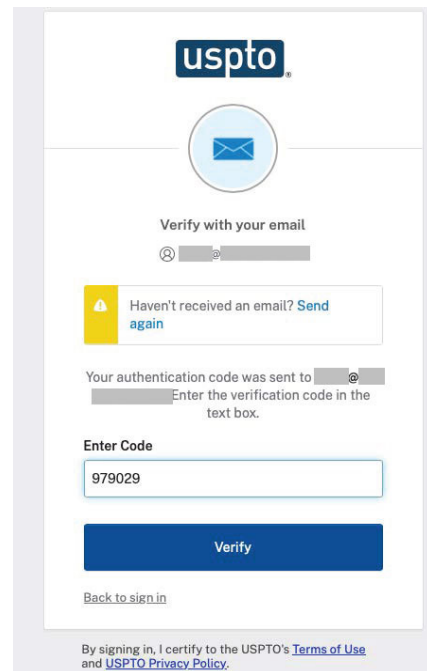 uspto®
Verify with your email
@
Haven't received an email? Send
again
Your authentication code was sent to @
Enter the verification code in the
text box.
Enter Code
979029
Verify
Back to sign in
By signing in, I certify to the USPTO's Terms of Use
and USPTO Privacy Policy.